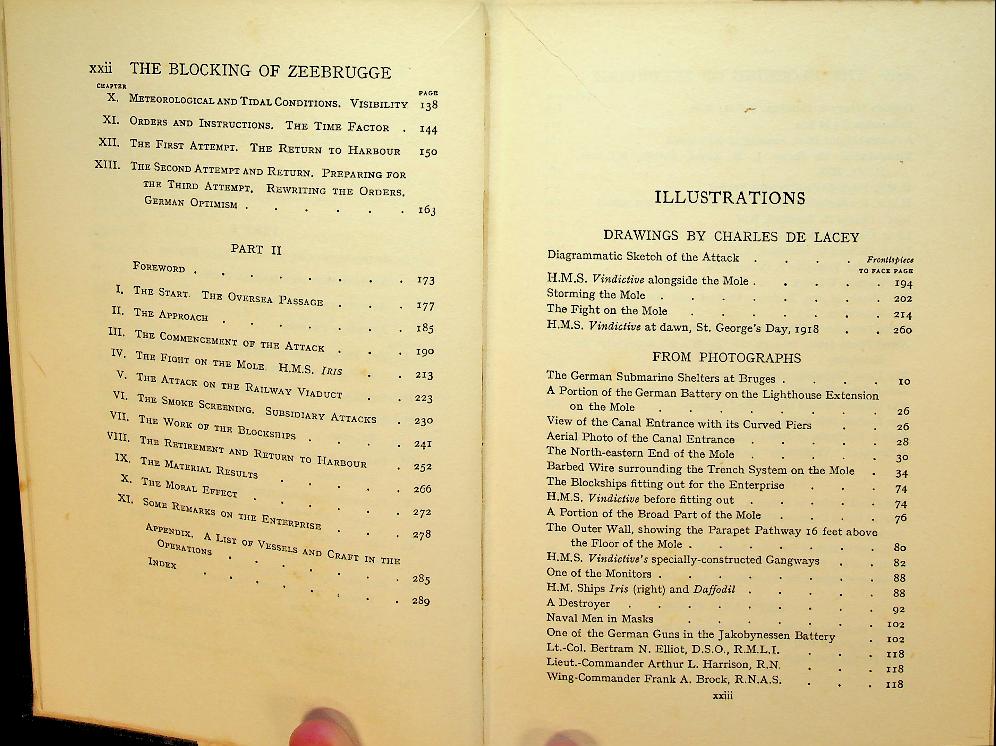 xxii THE BLOCKING OF ZEEBRUGGE
CHAPTER PAGE
X. METEOROLOGICAL AND TIDAL CONDITIONS. VISIBILITY 138
XI. ORDERS AND INSTRUCTIONS. THE TIME FACTOR . 144
XII. THE FIRST ATTEMPT. THE RETURN TO HARBOUR 150
XIII. THE SECOND ATTEMPT AND RETURN. PREPARING FOR
THE THIRD ATTEMPT. REWRITING THE ORDERS.
GERMAN OPTIMISM . . . . . . 163
PART II
FOREWORD . . . . . . . 173
I. THE START. THE OVERSEA PASSAGE . . . 177
II. THE APPROACH . . . . . . 185
III. THE COMMENCEMENT OF THE ATTACK . . . 190
IV. THE FIGHT ON THE MOLE. H.M.S. IRIS . . 213
V. THE ATTACK ON THE RAILWAY VIADUCT . . 223
VI. THE SMOKE SCREENING. SUBSIDIARY ATTACKS . 230
VII. THE WORK OF THE BLOCKSHIPS . . . . 241
VIII. THE RETIREMENT AND RETURN TO HARBOUR . 252
IX. THE MATERIAL RESULTS . . . . . 266
X. THE MORAL EFFECT . . . . . 272
XI. SOME REMARKS ON THE ENTERPRISE . . . 278
APPENDIX. A LIST OF VESSELS AND CRAFT IN THE
OPERATIONS . . . . . . 285
INDEX . . . . . . 289
ILLUSTRATIONS
DRAWINGS BY CHARLES DE LACEY
Diagrammatic Sketch of the Attack . . . . Frontispiece
TO FACE PAGE
H.M.S. Vindictive alongside the Mole . . . . . 194
Storming the Mole . . . . . . . 202
The Fight on the Mole . . . . . . 214
H.M.S. Vindictive at dawn, St. George's Day, 1918 . . 260
FROM PHOTOGRAPHS
The German Submarine Shelters at Bruges . . . . 10
A Portion of the German Battery on the Lighthouse Extension
on the Mole . . . . . . . 26
View of the Canal Entrance with its Curved Piers . . 26
Aerial Photo of the Canal Entrance . . . . . 28
The North-eastern End of the Mole . . . . . 30
Barbed Wire surrounding the Trench System on the Mole . 34
The Blockships fitting out for the Enterprise . . . 74
H.M.S. Vindictive before fitting out . . . . 74
A Portion of the Broad Part of the Mole . . . . 76
The Outer Wall, showing the Parapet Pathway 16 feet above
the Floor of the Mole . . . . . . 80
H.M.S. Vindictive's specially-constructed Gangways . . 82
One of the Monitors . . . . . . . 88
H.M. Ships Iris (right) and Daffodil . . . . . 88
A Destroyer . . . . . . . 92
Naval Men in Masks . . . . . . 102
One of the German Guns in the Jakobynessen Battery . 102
Lt.-Col. Bertram N. Elliot, D.S.O., R.M.L.I. . . . 118
Lieut.-Commander Arthur L. Harrison, R.N. . . . 118
Wing-Commander Frank A. Brock, R.N.A.S. . . . 118
xxiii